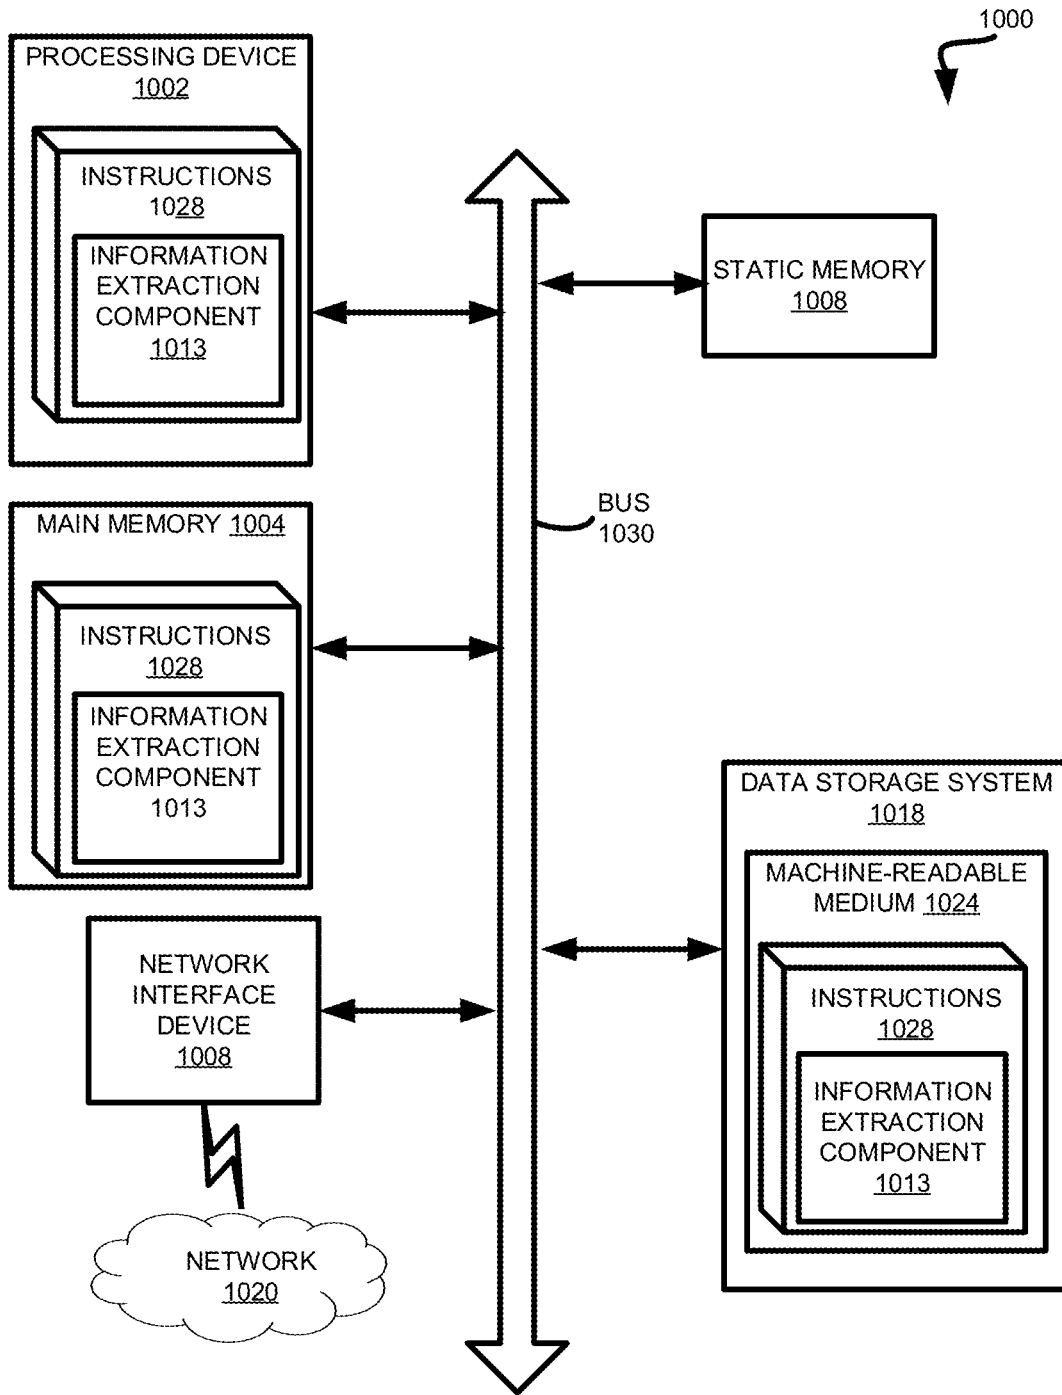 1000
PROCESSING DEVICE
1002
INSTRUCTIONS
1028
INFORMATION
EXTRACTION
COMPONENT
1013
STATIC MEMORY
1008
BUS
1030
MAIN MEMORY 1004
INSTRUCTIONS
1028
INFORMATION
EXTRACTION
COMPONENT
1013
DATA STORAGE SYSTEM
1018
MACHINE-READABLE
MEDIUM 1024
INSTRUCTIONS
1028
INFORMATION
EXTRACTION
COMPONENT
1013
NETWORK
INTERFACE
DEVICE
1008
NETWORK
1020